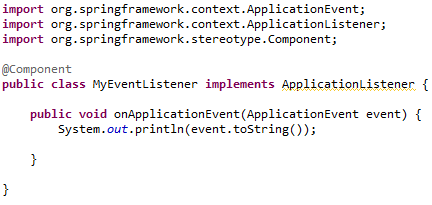 import org.springframework.context.ApplicationEvent;
import org.springframework.context.ApplicationListener;
import org.springframework.stereotype.Component;
@Component
public class MyEventListener implements ApplicationListener {
public void onApplicationEvent(ApplicationEvent event) {
System.out.println(event.toString());
}
}